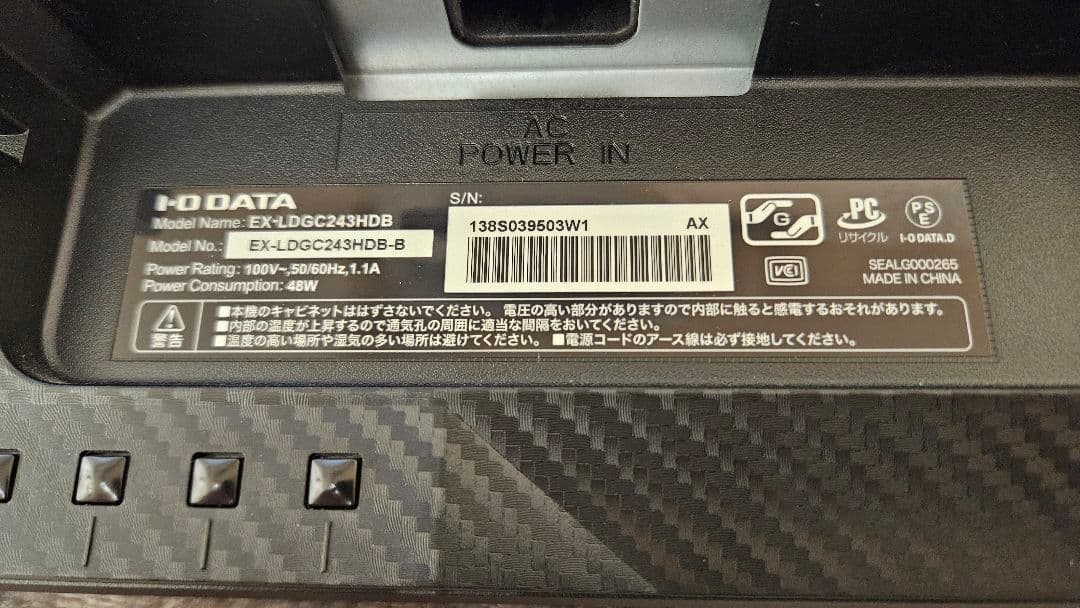 AC
POWER IN
I-O DATA
Model Name: EX-LDGC243HDB
Model No.: EX-LDGC243HDB-B
Power Rating: 100V~,50/60Hz,1.1A
Power Consumption: 48W
S/N:
138S039503W1 AX
G
PC
リサイクル
PSE
I-O DATA.D
VCI
SEALG000265
MADE IN CHINA
警告
■本機のキャビネットははずさないでください。 電圧の高い部分がありますので内部に触ると感電するおそれがあります。
■内部の温度が上昇するので通気孔の周囲に適当な間隔をおいてください。
■温度の高い場所や湿気の多い場所は避けてください。 ■電源コードのアース線は必ず接地してください。